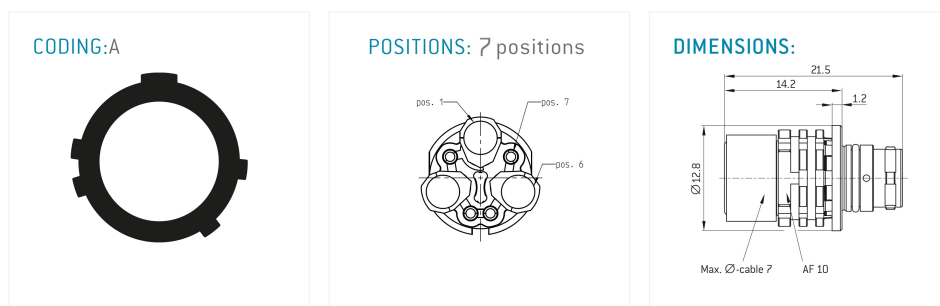 CODING:A
POSITIONS: 7 positions
pos. 1
pos. 7
pos. 6
DIMENSIONS:
21.5
14.2
1.2
Ø12.8
Max. Ø-cable 7
AF 10